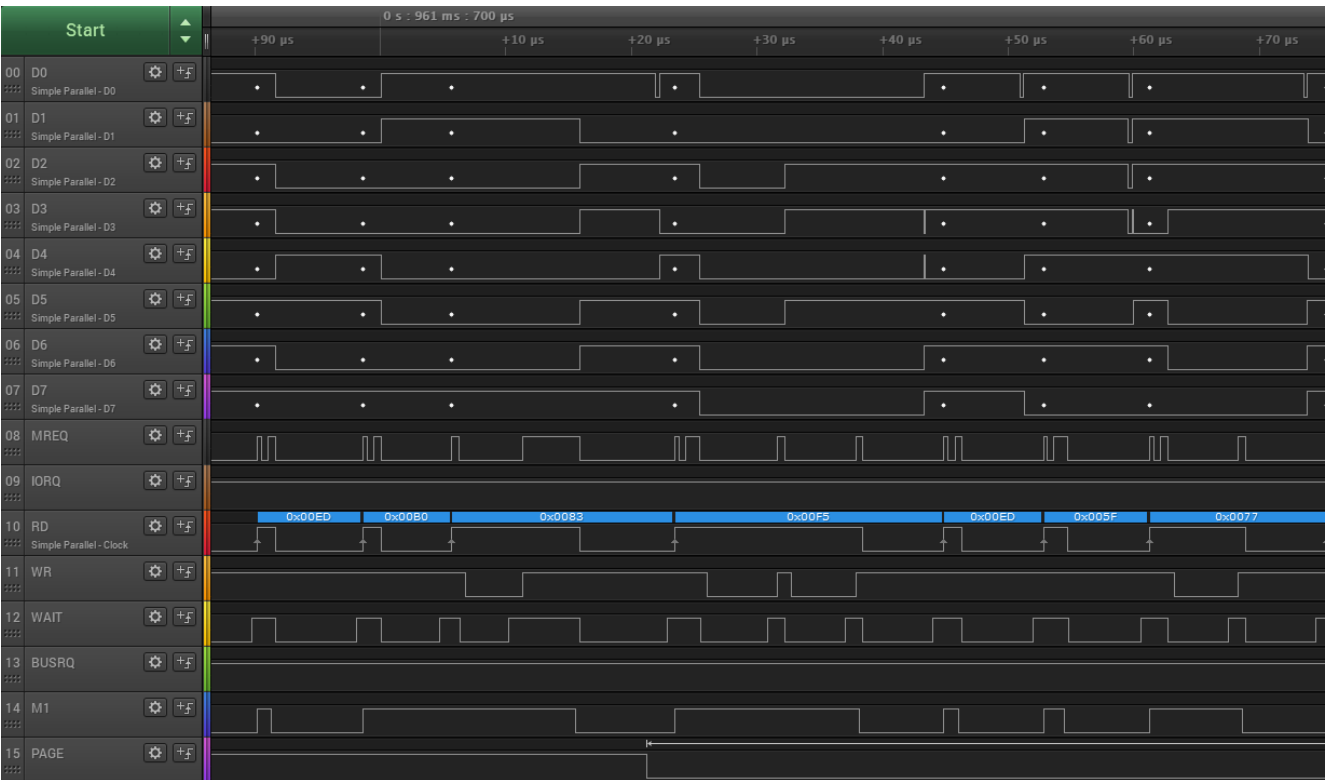 Start
0 s : 961 ms : 700 µs
+90 µs +10 µs +20 µs +30 µs +40 µs +50 µs +60 µs +70 µs
00 D0
Simple Parallel - D0
01 D1
Simple Parallel - D1
02 D2
Simple Parallel - D2
03 D3
Simple Parallel - D3
04 D4
Simple Parallel - D4
05 D5
Simple Parallel - D5
06 D6
Simple Parallel - D6
07 D7
Simple Parallel - D7
08 MREQ
09 IORQ
0x00ED 0x00B0 0x0083 0x00F5 0x00ED 0x005F 0x0077
10 RD
Simple Parallel - Clock
11 WR
12 WAIT
13 BUSRQ
14 M1
15 PAGE